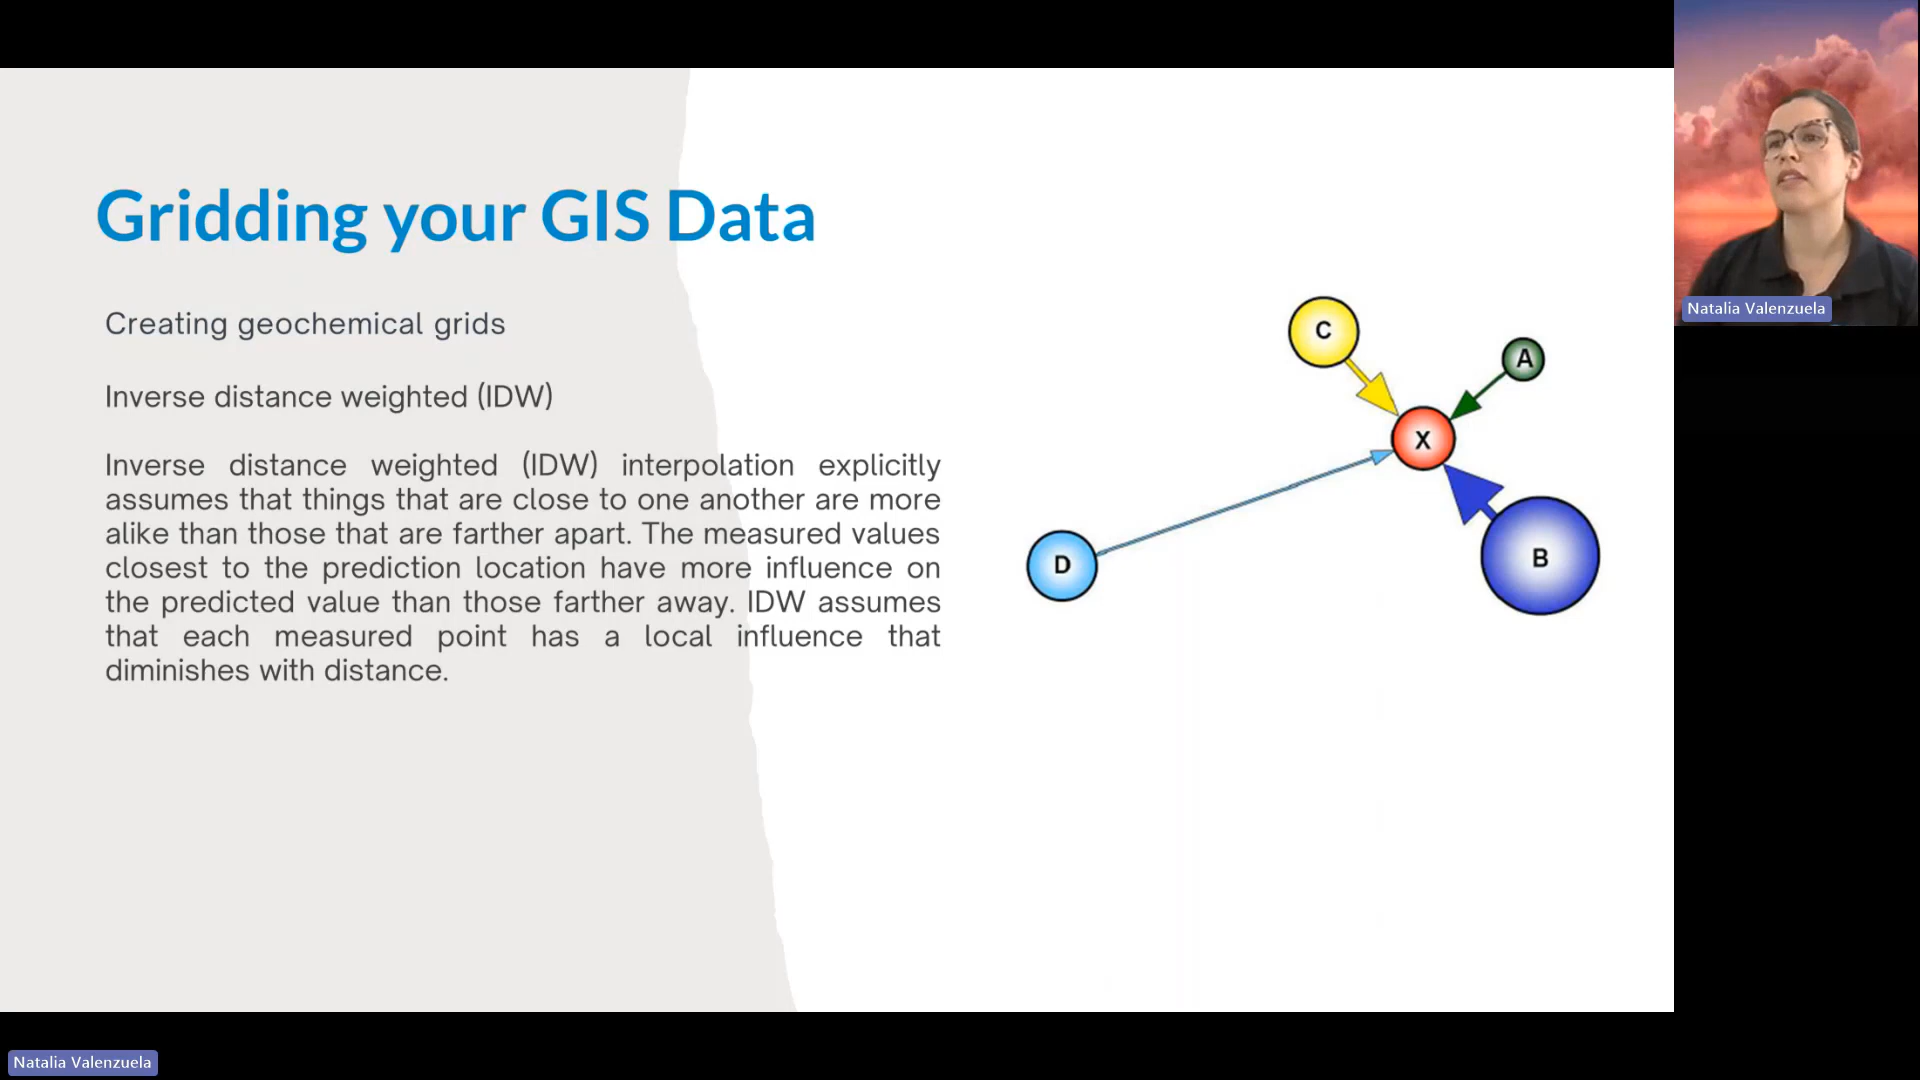 Gridding your GIS Data
Creating geochemical grids
Inverse distance weighted (IDW)
Inverse distance weighted (IDW) interpolation explicitly
assumes that things that are close to one another are more
alike than those that are farther apart. The measured values
closest to the prediction location have more influence on
the predicted value than those farther away. IDW assumes
that each measured point has a local influence that
diminishes with distance.
C
A
X
D
B
Natalia Valenzuela
Natalia Valenzuela